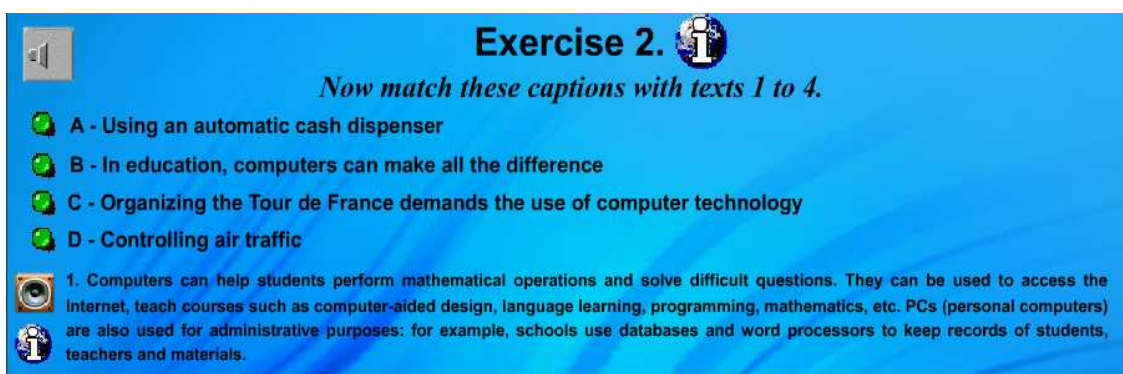 Exercise 2.
Now match these captions with texts 1 to 4.
A - Using an automatic cash dispenser
B - In education, computers can make all the difference
C - Organizing the Tour de France demands the use of computer technology
D - Controlling air traffic
1. Computers can help students perform mathematical operations and solve difficult questions. They can be used to access the
Internet, teach courses such as computer-aided design, language learning, programming, mathematics, etc. PCs (personal computers)
are also used for administrative purposes: for example, schools use databases and word processors to keep records of students,
teachers and materials.